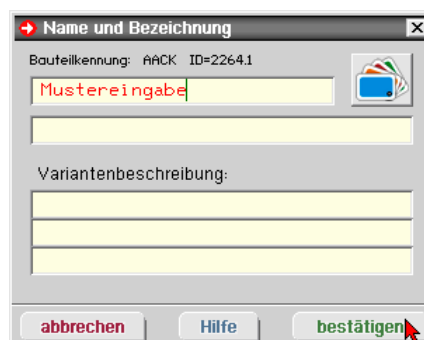 Name und Bezeichnung
Bauteilkennung: AACK ID=2264.1
Mustereingabe
Variantenbeschreibung:
abbrechen Hilfe bestätigen